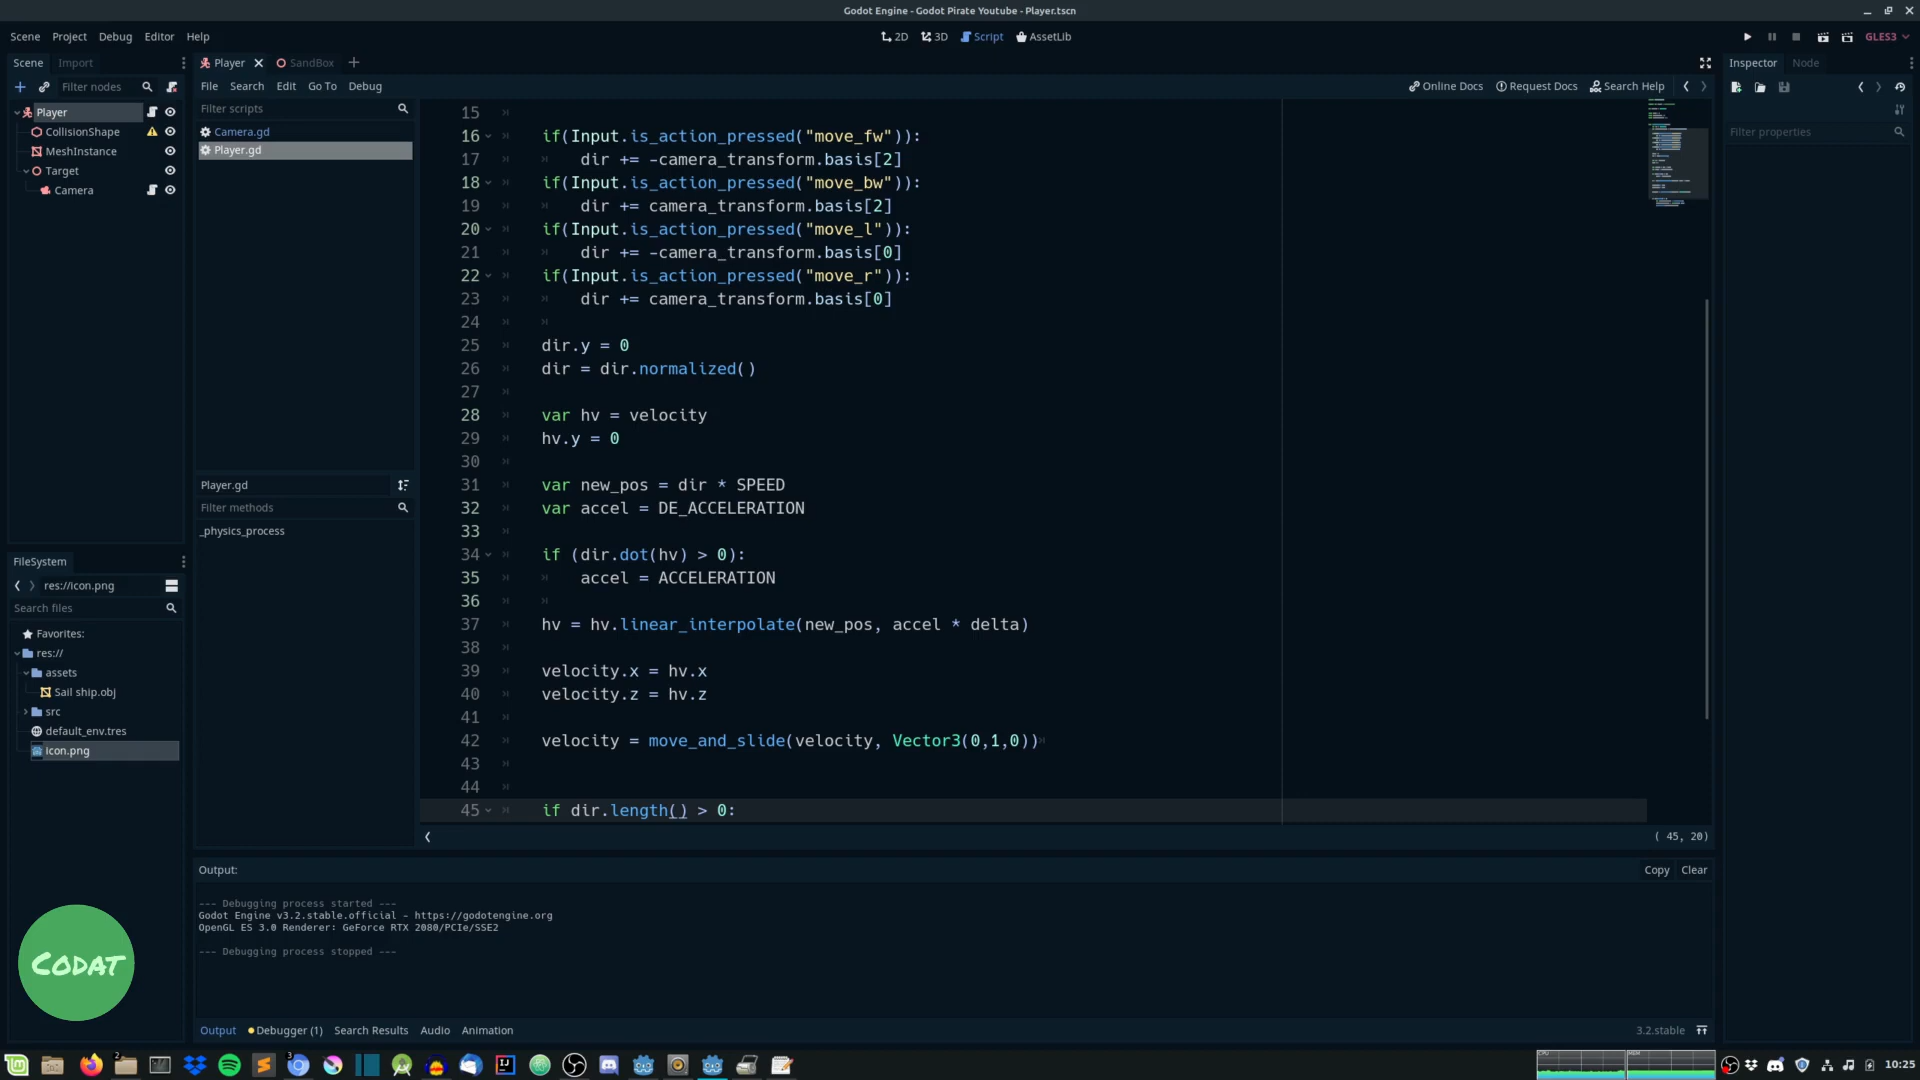 Godot Engine - Godot Pirate Youtube - Player.tscn
Scene Project Debug Editor Help
2D 3D Script AssetLib
GLES3
Scene Import
Player SandBox
Inspector Node
Filter nodes
File Search Edit Go To Debug
Online Docs Request Docs Search Help
Player
CollisionShape
MeshInstance
Target
Camera
Filter scripts
Camera.gd
Player.gd
Filter properties
15
16 if(Input.is_action_pressed("move_fw")):
17 dir += -camera_transform.basis[2]
18 if(Input.is_action_pressed("move_bw")):
19 dir += camera_transform.basis[2]
20 if(Input.is_action_pressed("move_l")):
21 dir += -camera_transform.basis[0]
22 if(Input.is_action_pressed("move_r")):
23 dir += camera_transform.basis[0]
24
25 dir.y = 0
26 dir = dir.normalized()
27
28 var hv = velocity
29 hv.y = 0
30
31 var new_pos = dir * SPEED
32 var accel = DE_ACCELERATION
33
34 if (dir.dot(hv) > 0):
35 accel = ACCELERATION
36
37 hv = hv.linear_interpolate(new_pos, accel * delta)
38
39 velocity.x = hv.x
40 velocity.z = hv.z
41
42 velocity = move_and_slide(velocity, Vector3(0,1,0))
43
44
45 if dir.length() > 0:
( 45, 20)
Player.gd
Filter methods
_physics_process
FileSystem
res://icon.png
Search files
Favorites:
res://
assets
Sail ship.obj
src
default_env.tres
icon.png
Output:
Copy Clear
--- Debugging process started ---
Godot Engine v3.2.stable.official - https://godotengine.org
OpenGL ES 3.0 Renderer: GeForce RTX 2080/PCIe/SSE2
--- Debugging process stopped ---
CODAT
Output Debugger (1) Search Results Audio Animation
3.2.stable
2
3
IJ
CPU
10:25